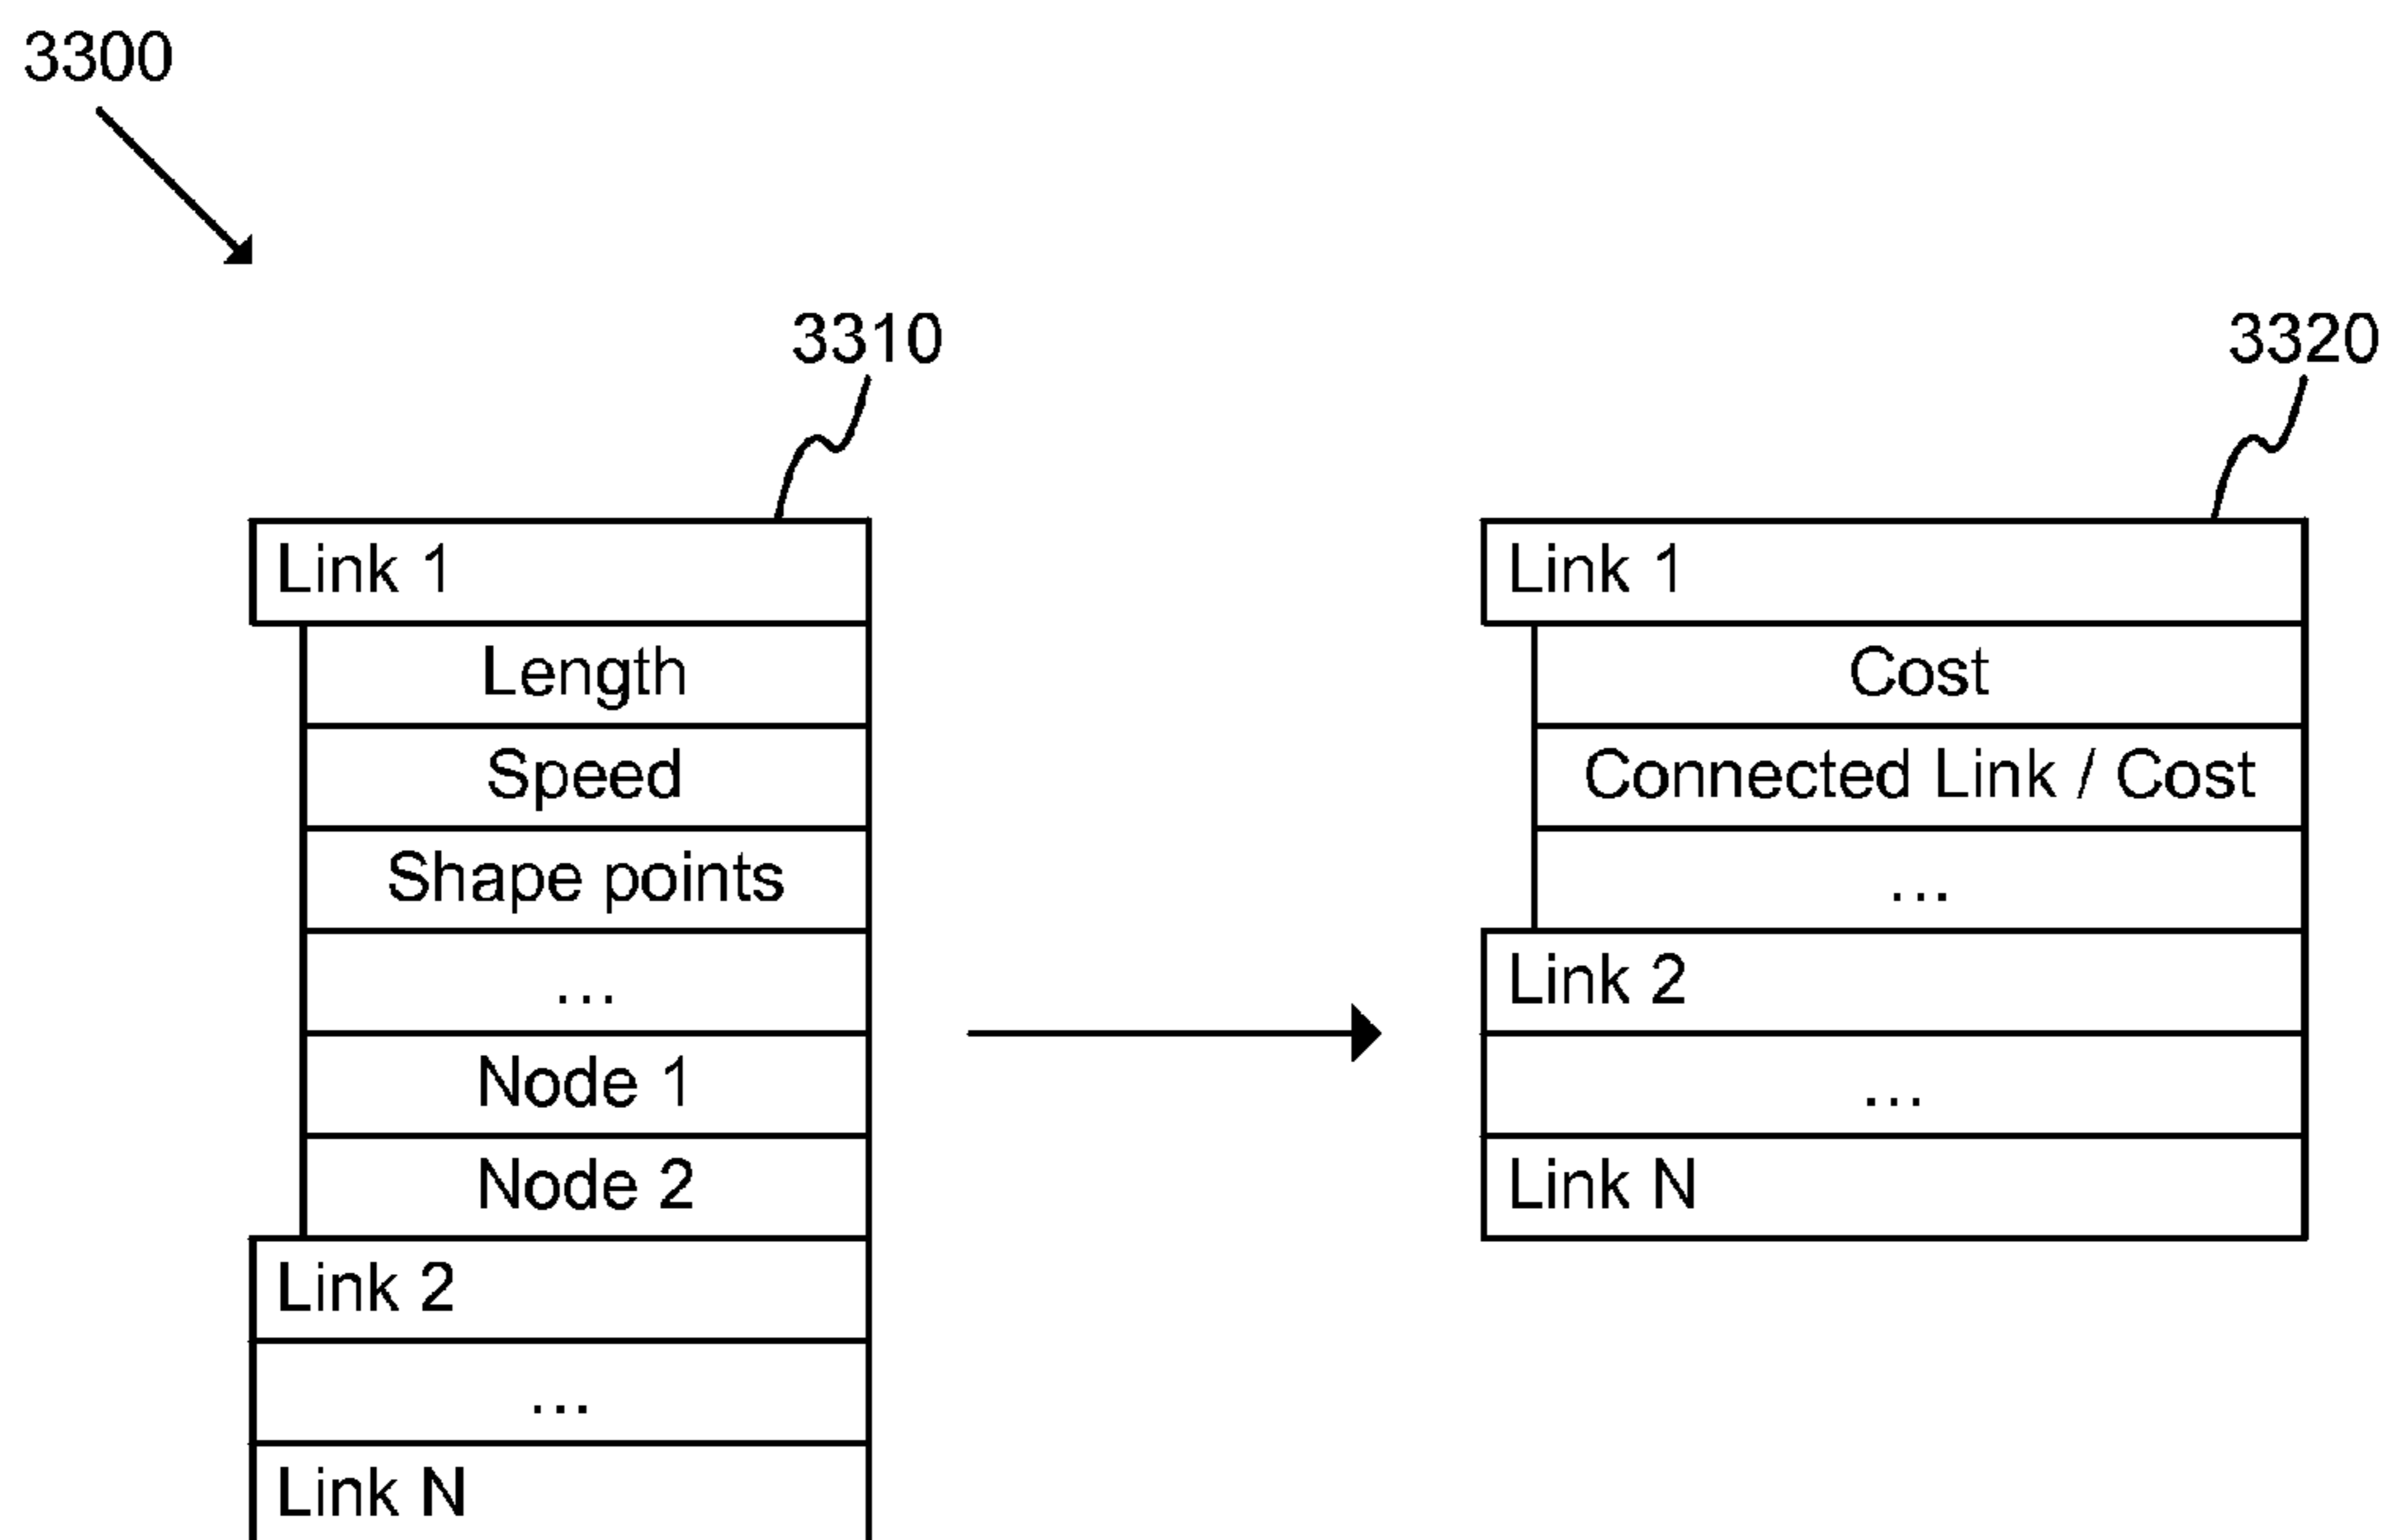 3300
3310
Link 1
Length
Speed
Shape points
...
Node 1
Node 2
Link 2
...
Link N
3320
Link 1
Cost
Connected Link / Cost
...
Link 2
...
Link N